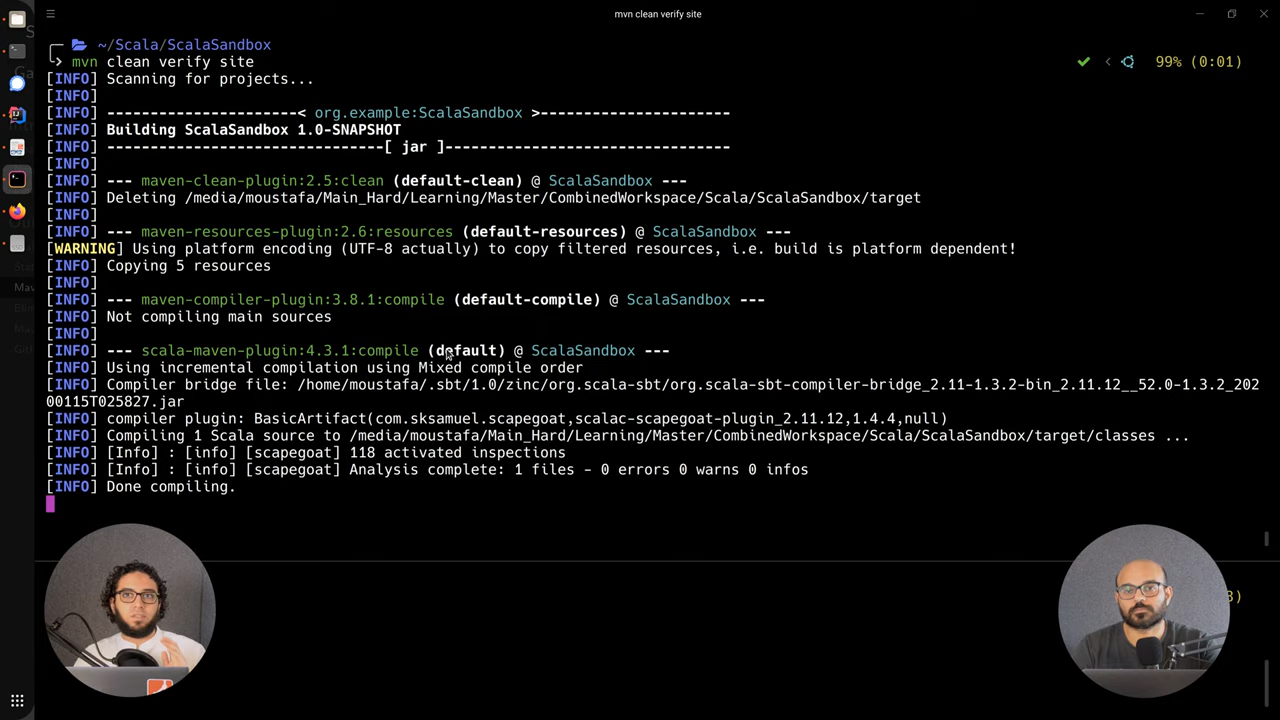 mvn clean verify site
~/Scala/ScalaSandbox
mvn clean verify site
99% (0:01)
[INFO] Scanning for projects...
[INFO]
[INFO] ----------------------< org.example:ScalaSandbox >----------------------
[INFO] Building ScalaSandbox 1.0-SNAPSHOT
[INFO] --------------------------------[ jar ]---------------------------------
[INFO]
[INFO] --- maven-clean-plugin:2.5:clean (default-clean) @ ScalaSandbox ---
[INFO] Deleting /media/moustafa/Main_Hard/Learning/Master/CombinedWorkspace/Scala/ScalaSandbox/target
[INFO]
[INFO] --- maven-resources-plugin:2.6:resources (default-resources) @ ScalaSandbox ---
[WARNING] Using platform encoding (UTF-8 actually) to copy filtered resources, i.e. build is platform dependent!
[INFO] Copying 5 resources
[INFO]
[INFO] --- maven-compiler-plugin:3.8.1:compile (default-compile) @ ScalaSandbox ---
[INFO] Not compiling main sources
[INFO]
[INFO] --- scala-maven-plugin:4.3.1:compile (default) @ ScalaSandbox ---
[INFO] Using incremental compilation using Mixed compile order
[INFO] Compiler bridge file: /home/moustafa/.sbt/1.0/zinc/org.scala-sbt/org.scala-sbt-compiler-bridge_2.11-1.3.2-bin_2.11.12__52.0-1.3.2_202
00115T025827.jar
[INFO] compiler plugin: BasicArtifact(com.sksamuel.scapegoat,scalac-scapegoat-plugin_2.11.12,1.4.4,null)
[INFO] Compiling 1 Scala source to /media/moustafa/Main_Hard/Learning/Master/CombinedWorkspace/Scala/ScalaSandbox/target/classes ...
[INFO] [Info] : [info] [scapegoat] 118 activated inspections
[INFO] [Info] : [info] [scapegoat] Analysis complete: 1 files - 0 errors 0 warns 0 infos
[INFO] Done compiling.